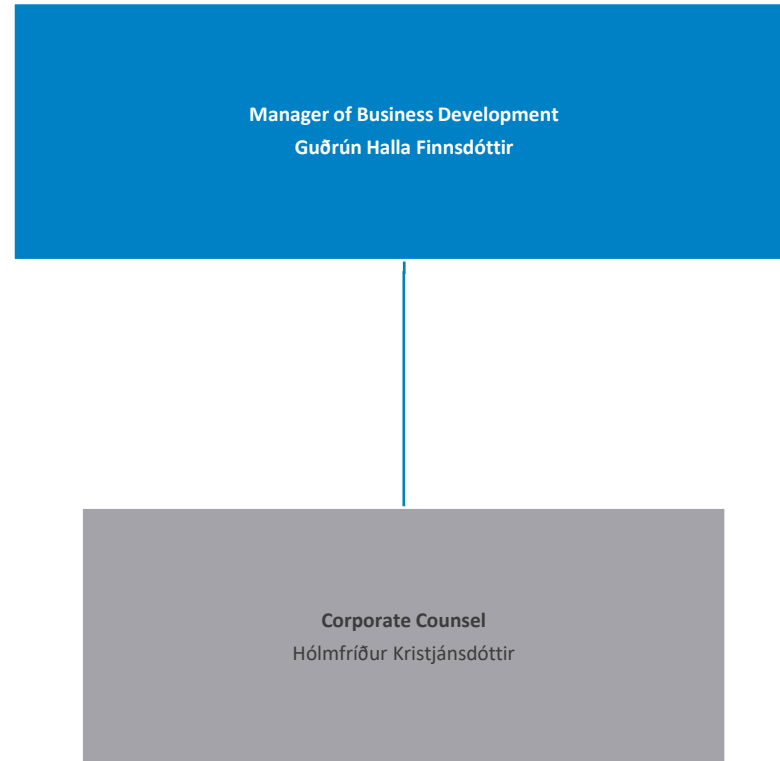 Manager of Business Development
Guðrún Halla Finnsdóttir
Corporate Counsel
Hólmfríður Kristjánsdóttir